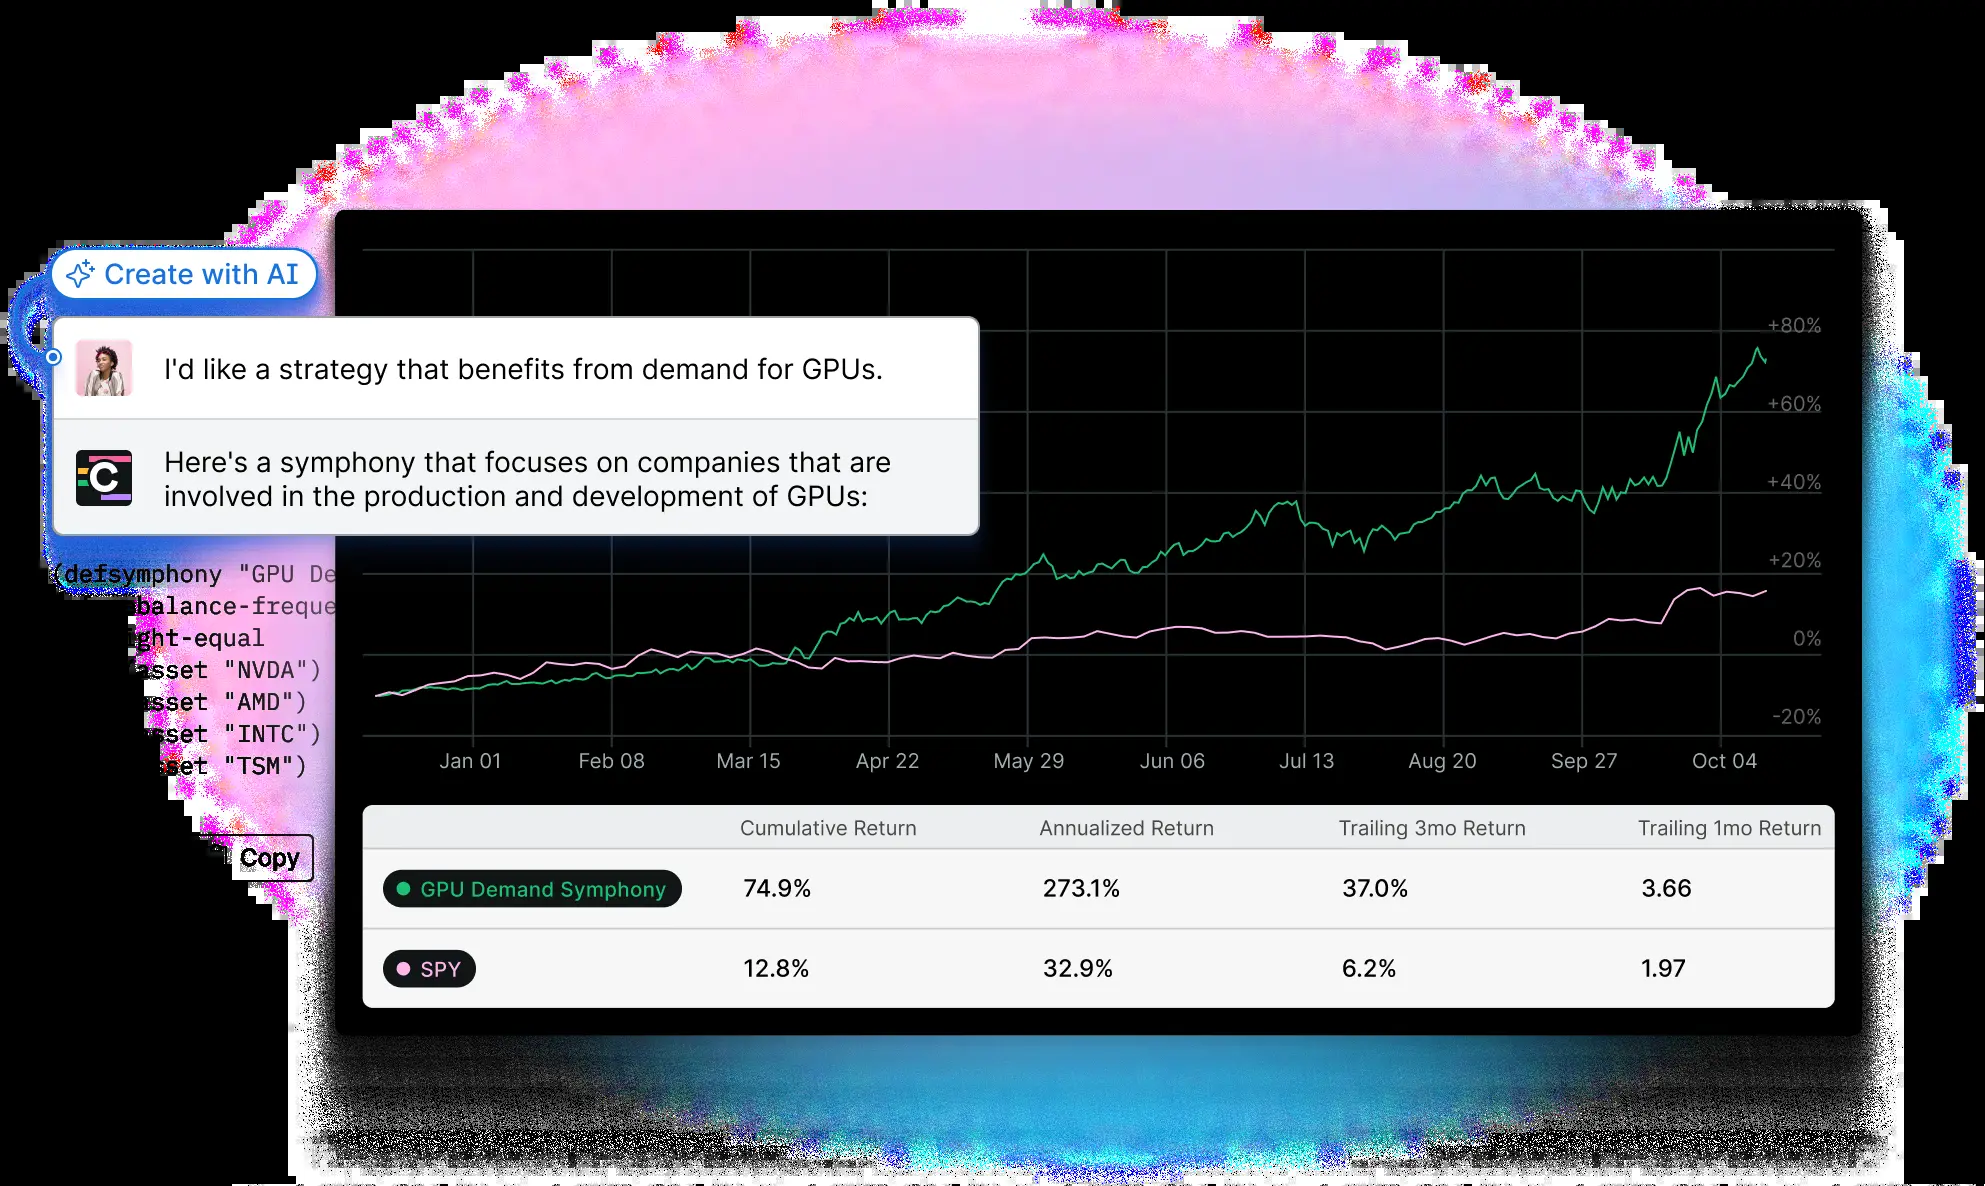 Create with AI
I'd like a strategy that benefits from demand for GPUs.
C
Here's a symphony that focuses on companies that are
involved in the production and development of GPUs:
(defsymphony "GPU De
balance-freque
ght-equal
asset "NVDA")
asset "AMD")
sset "INTC")
set "TSM")
Copy
+80%
+60%
+40%
+20%
0%
-20%
Jan 01 Feb 08 Mar 15 Apr 22 May 29 Jun 06 Jul 13 Aug 20 Sep 27 Oct 04
Cumulative Return Annualized Return Trailing 3mo Return Trailing 1mo Return
GPU Demand Symphony 74.9% 273.1% 37.0% 3.66
SPY 12.8% 32.9% 6.2% 1.97